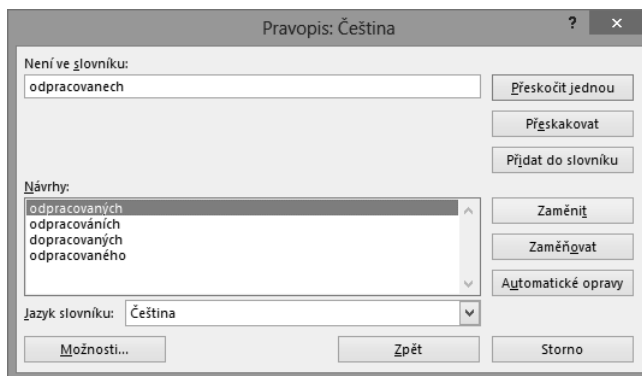 Pravopis: Čeština
?
×
Není ve slovníku:
odpracovanech
Přeskočit jednou
Přeskakovat
Přidat do slovníku
Návrhy:
odpracovaných
odpracováních
dopracovaných
odpracovaného
Zaměnit
Zaměňovat
Automatické opravy
Jazyk slovníku:
Čeština
Možnosti...
Zpět
Storno